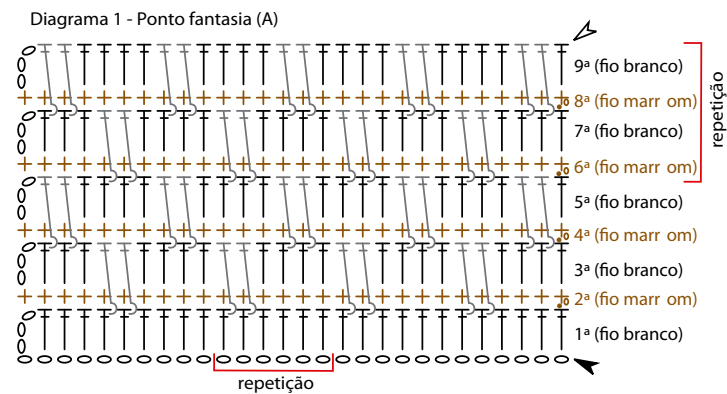 Diagrama 1 - Ponto fantasia (A)
9ª (fio branco)
8ª (fio marr om)
7ª (fio branco)
6ª (fio marr om)
5ª (fio branco)
4ª (fio marr om)
3ª (fio branco)
2ª (fio marr om)
1ª (fio branco)
repetição
repetição